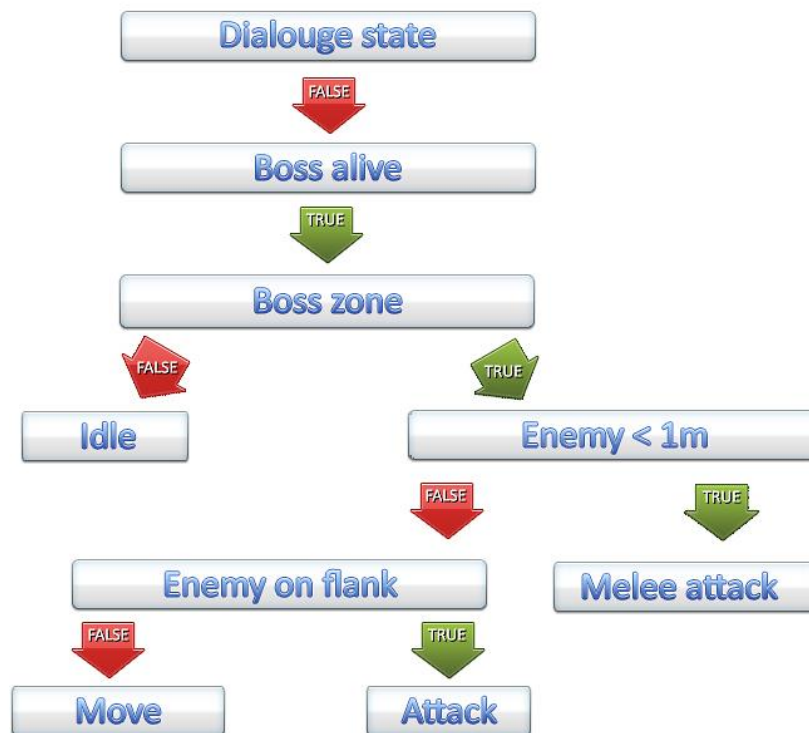 Dialouge state
FALSE
Boss alive
TRUE
Boss zone
FALSE
TRUE
Idle
Enemy < 1m
FALSE
TRUE
Enemy on flank
Melee attack
FALSE
TRUE
Move
Attack